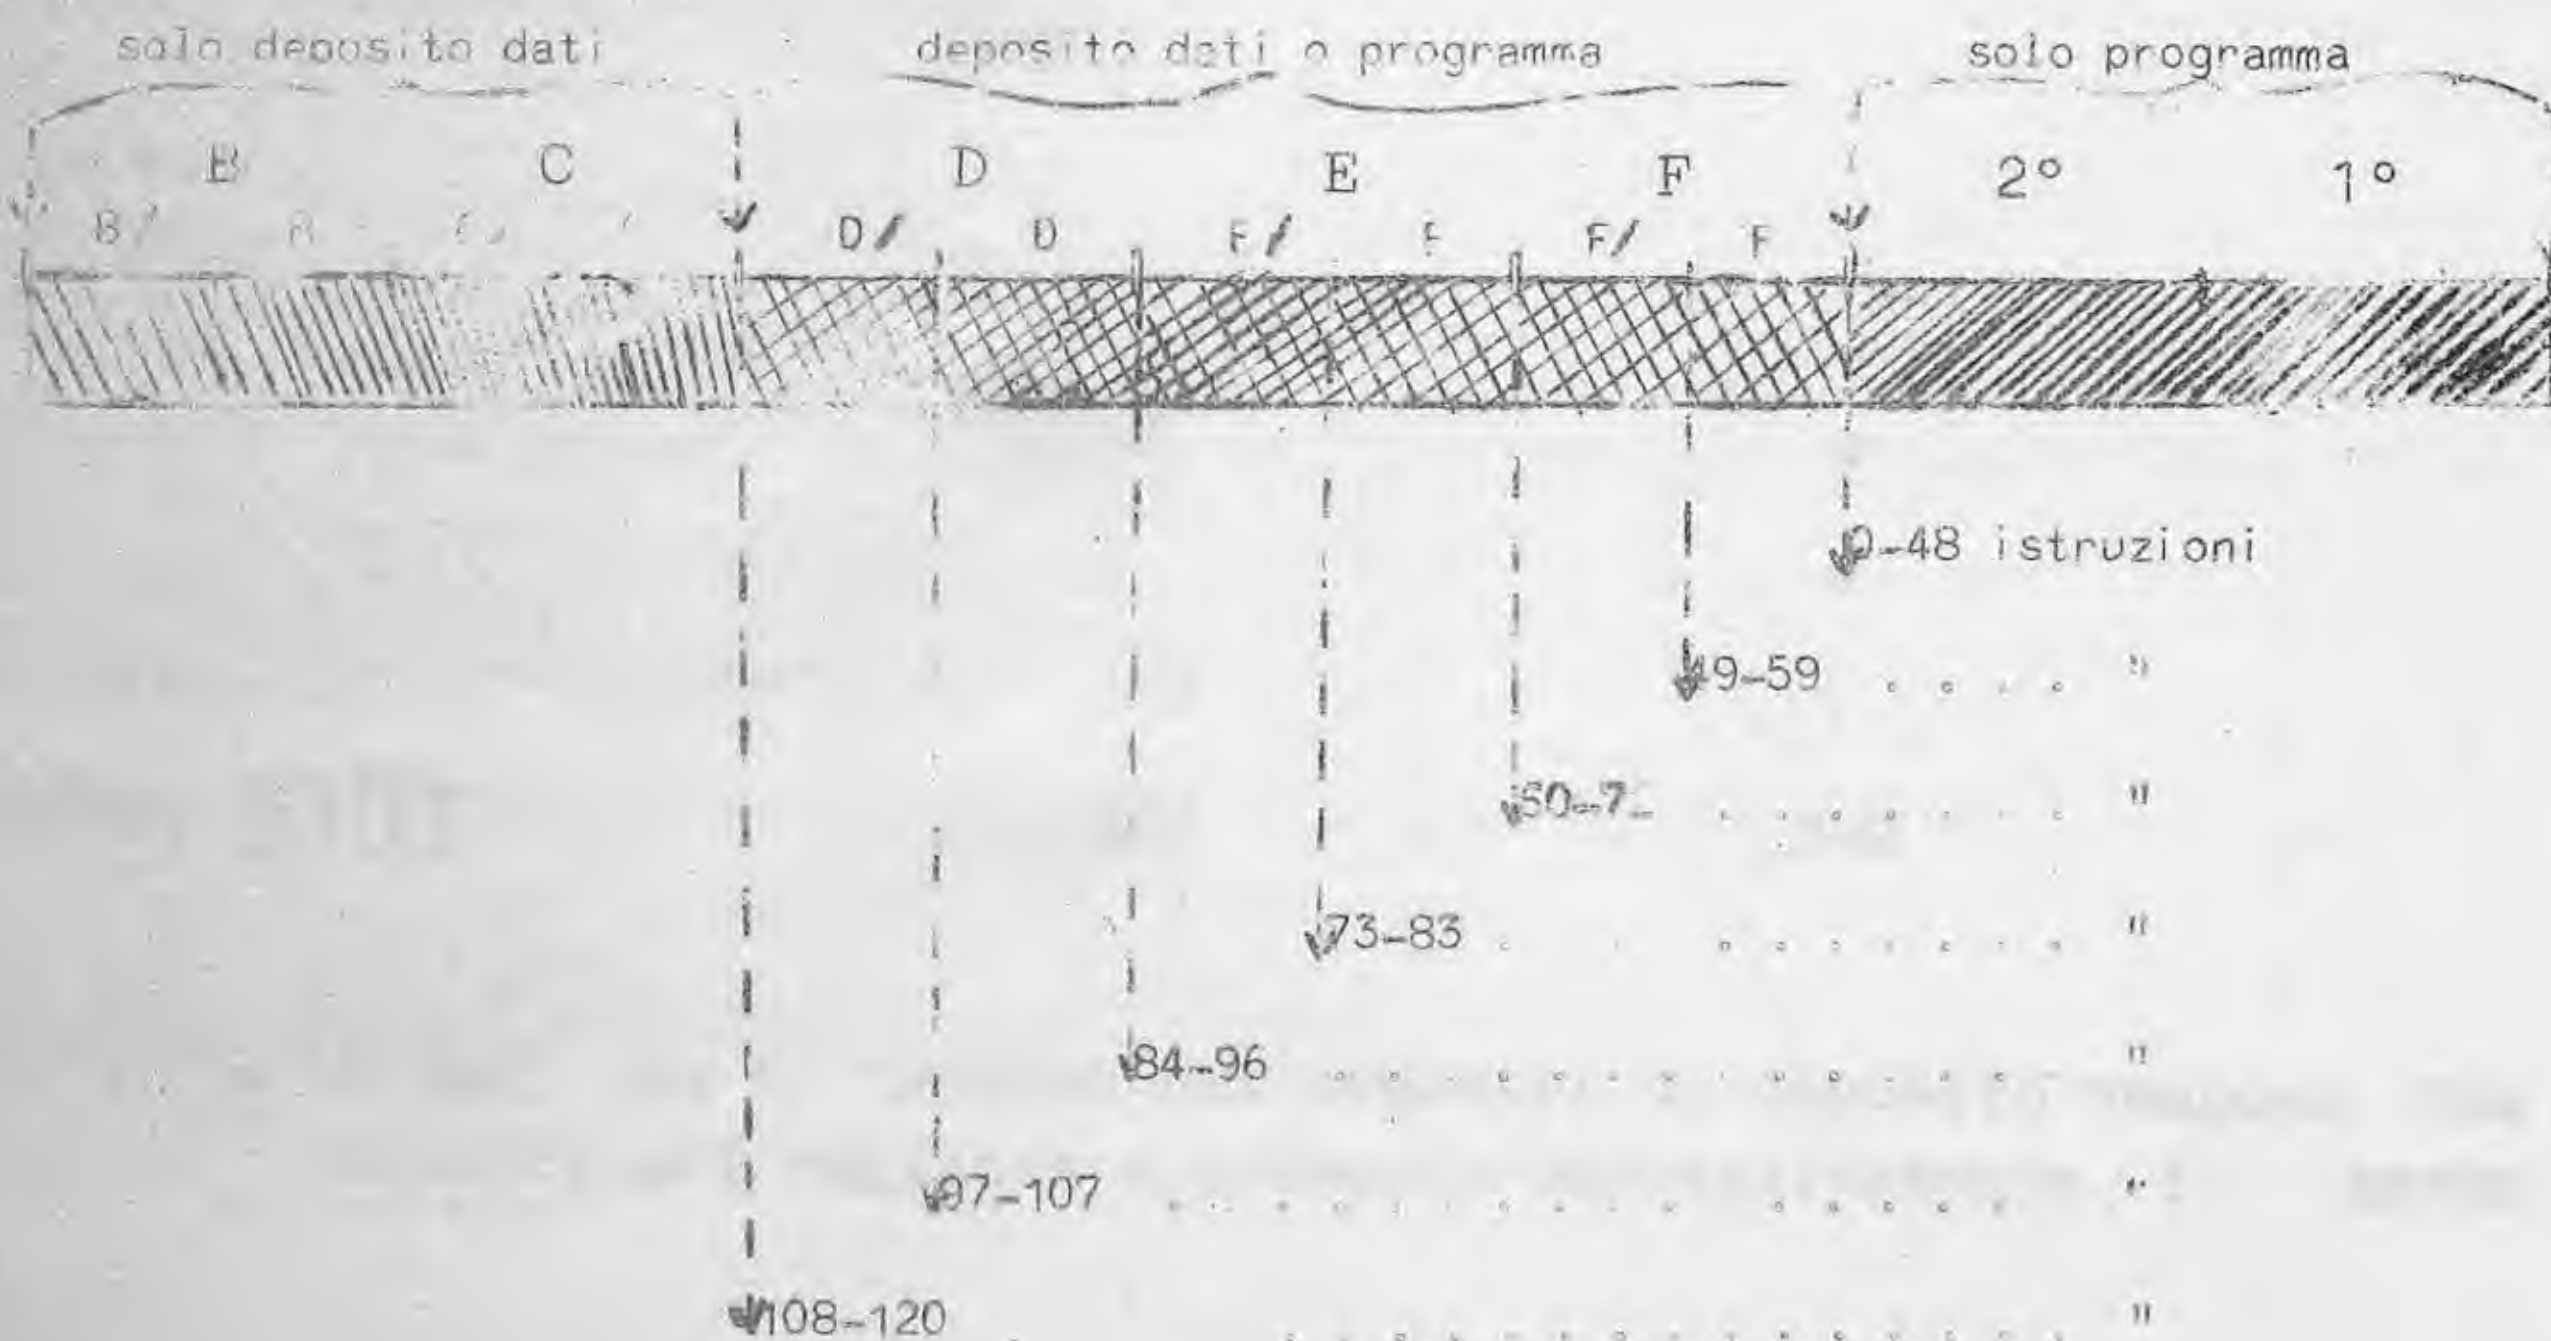 solo deposito dati deposito dati o programma solo programma
B C D E F 2° 1°
B/ D/ D F/ F/ F
0-48 istruzioni
49-59 . . . . "
. . . . . . . "
73-83 . . . . . . . . . "
84-96 . . . . . . . . . . . . . "
97-107 . . . . . . . . . . . . . . . "
108-120 . . . . . . . . . . . . . . . "